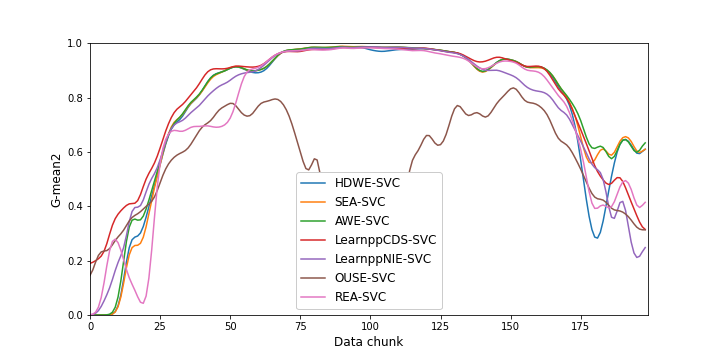 G-mean2
1.0
0.8
0.6
0.4
0.2
0.0
HDWE-SVC
SEA-SVC
AWE-SVC
LearnppCDS-SVC
LearnppNIE-SVC
OUSE-SVC
REA-SVC
0 25 50 75 100 125 150 175
Data chunk